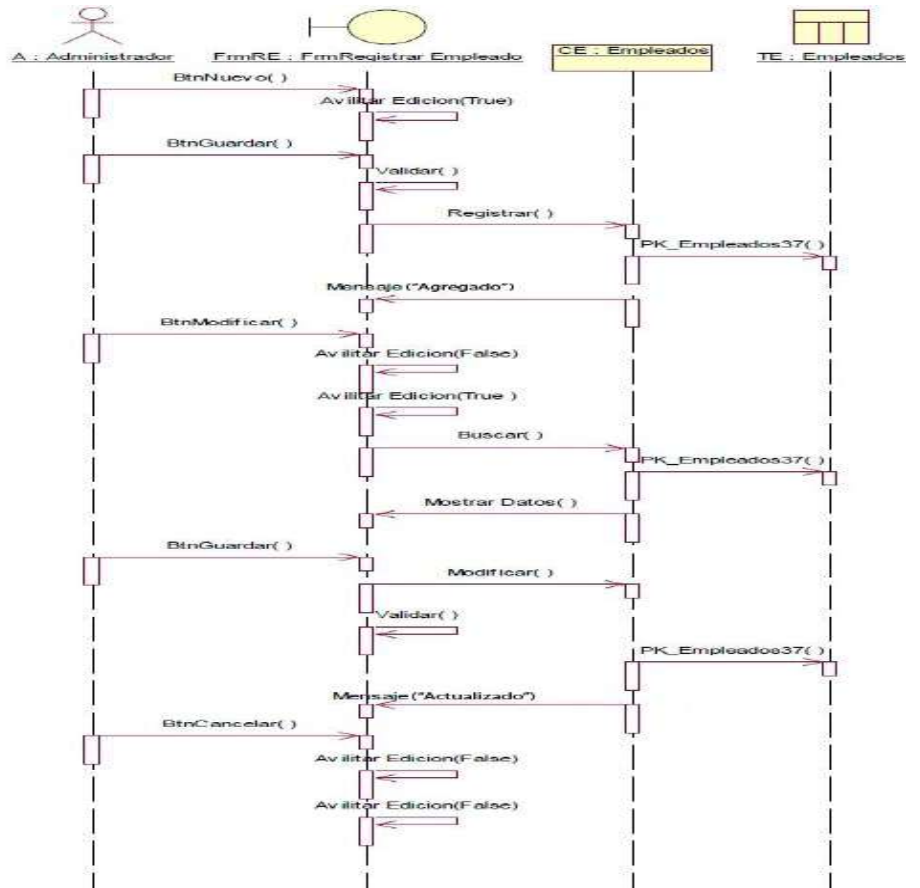 A : Administrador
FrmRE : FrmRegistrar Empleado
CE : Empleados
TE : Empleados
BtnNuevo( )
Avilitar Edicion(True)
BtnGuardar( )
Validar( )
Registrar( )
PK_Empleados37( )
Mensaje("Agregado")
BtnModificar( )
Avilitar Edicion(False)
Avilitar Edicion(True )
Buscar( )
PK_Empleados37( )
Mostrar Datos( )
BtnGuardar( )
Modificar( )
Validar( )
PK_Empleados37( )
Mensaje("Actualizado")
BtnCancelar( )
Avilitar Edicion(False)
Avilitar Edicion(False)